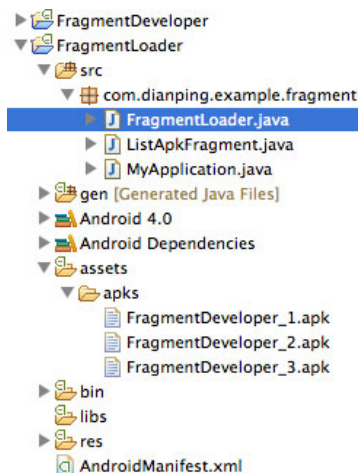 FragmentDeveloper
FragmentLoader
src
com.dianping.example.fragment
FragmentLoader.java
ListApkFragment.java
MyApplication.java
gen [Generated Java Files]
Android 4.0
Android Dependencies
assets
apks
FragmentDeveloper_1.apk
FragmentDeveloper_2.apk
FragmentDeveloper_3.apk
bin
libs
res
AndroidManifest.xml